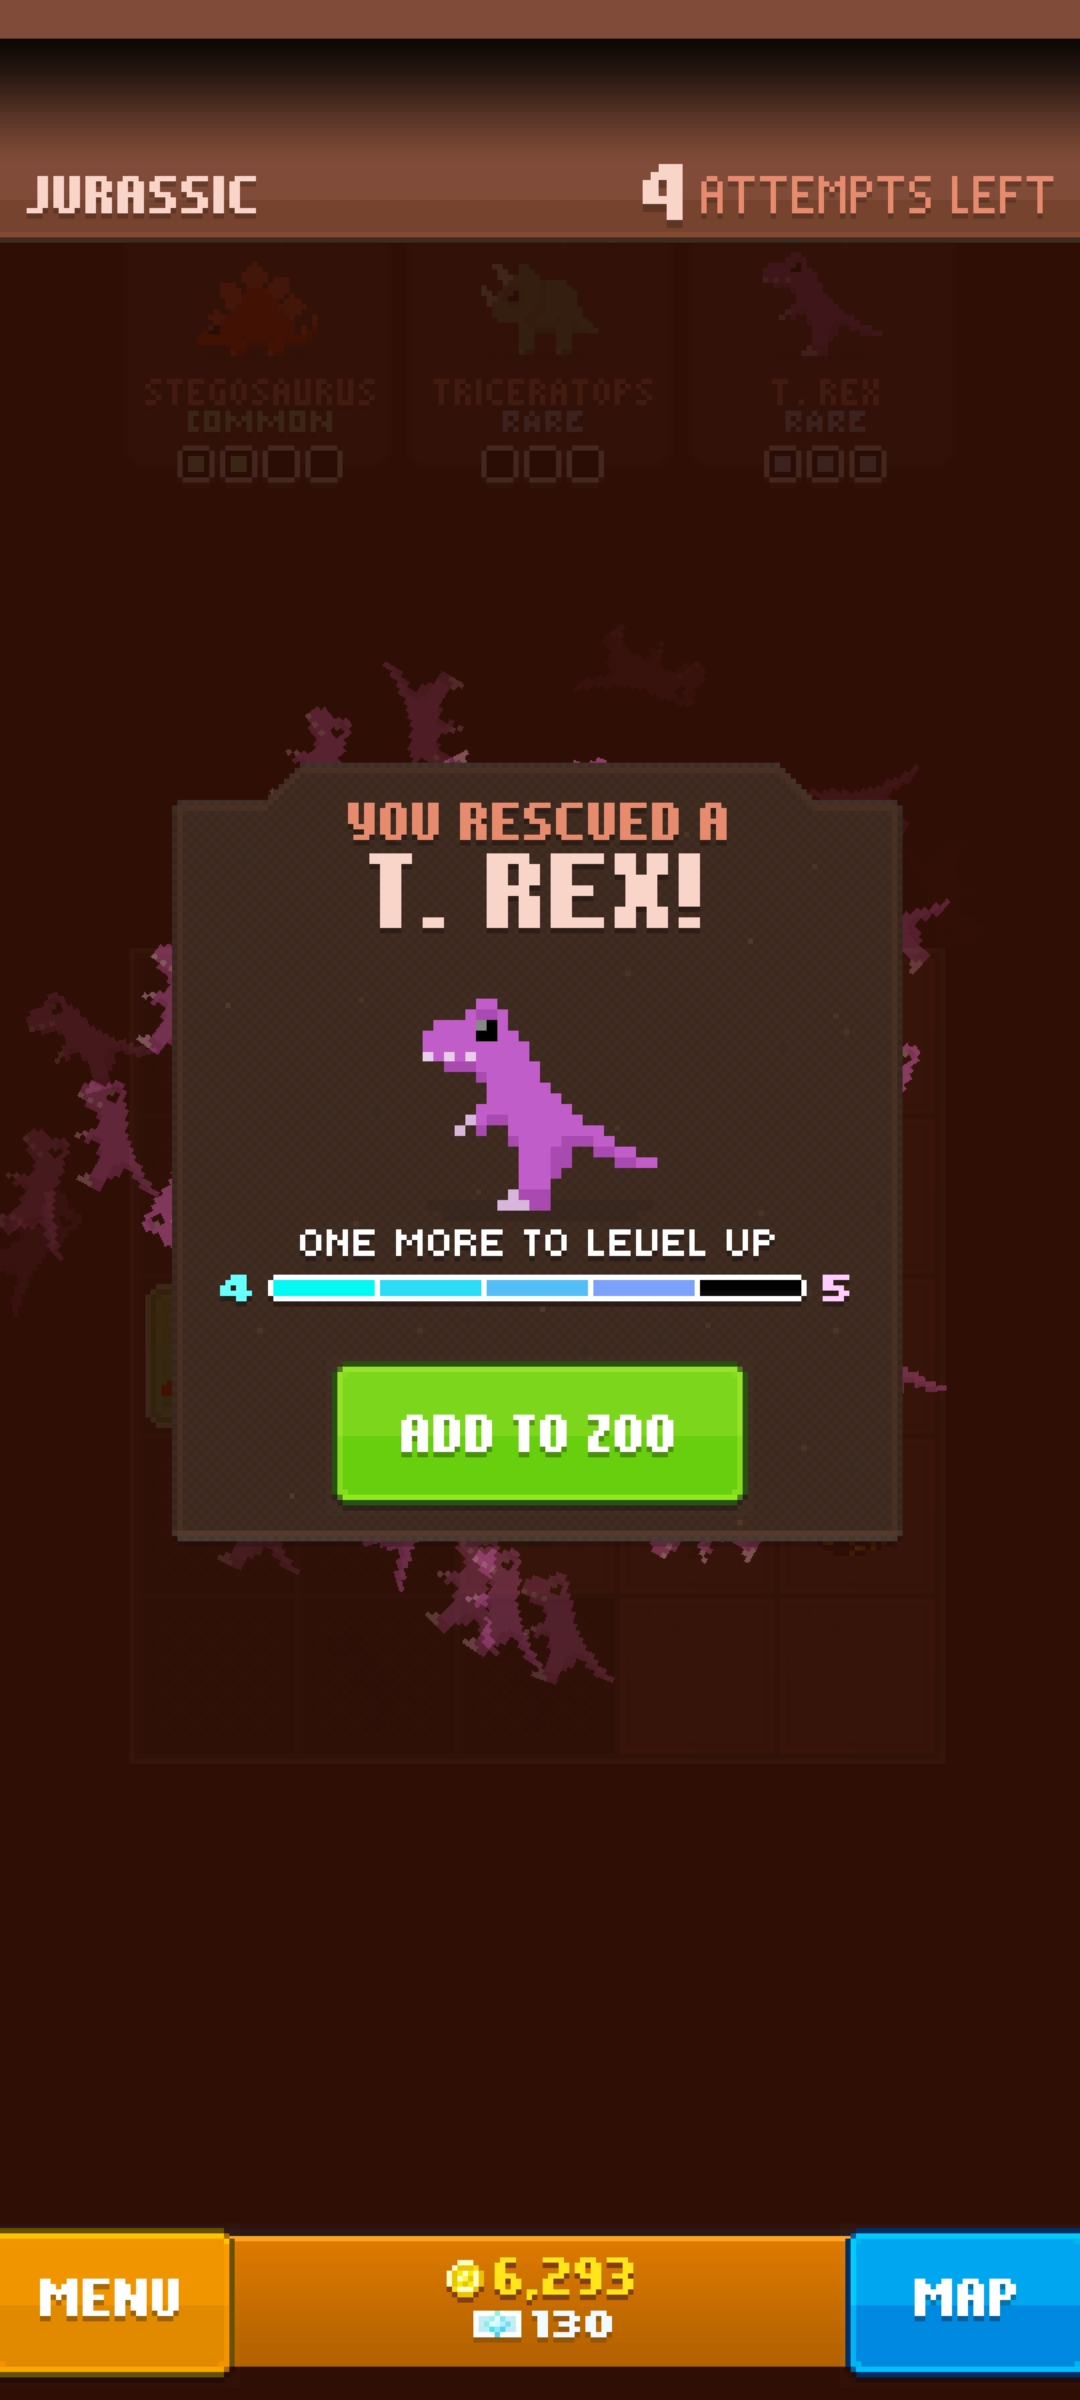 JURASSIC
9 ATTEMPTS LEFT
STEGOSAURUS
COMMON
TRICERATOPS
RARE
T. REX
RARE
YOU RESCUED A
T. REX!
ONE MORE TO LEVEL UP
4 5
ADD TO ZOO
MENU
6,293
130
MAP